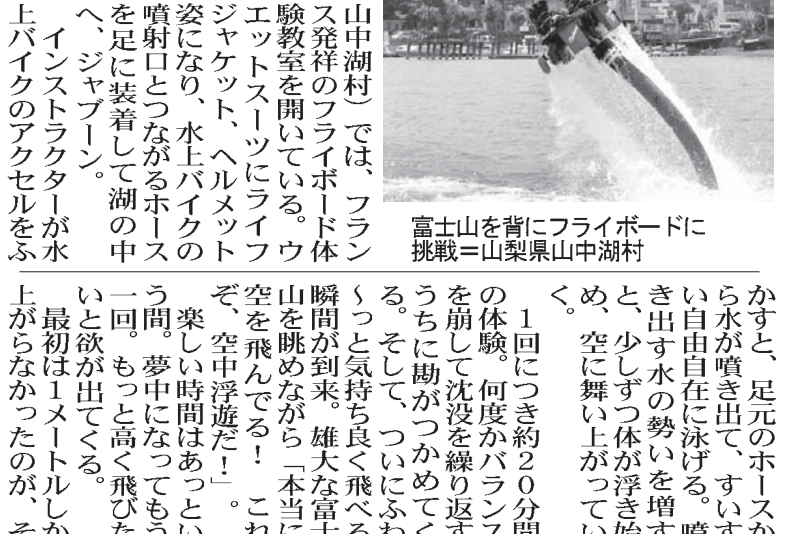 富士山を背にフライボードに
挑戦＝山梨県山中湖村
山中湖村）では、フラン
ス発祥のフライボード体
験教室を開いている。ウ
エットスーツにライフ
ジャケット、ヘルメット
姿になり、水上バイクの
噴射口とつながるホース
を足に装着して湖の中
へ、ジャブーン。
　インストラクターが水
上バイクのアクセルをふ
かすと、足元のホースか
ら水が噴き出て、すいす
い自由自在に泳げる。噴
き出す水の勢いを増す
と、少しずつ体が浮き始
め、空に舞い上がってい
く。
　１回につき約２０分間
の体験。何度かバランス
を崩して沈没を繰り返す
うちに勘がつかめてく
る。そして、ついにふわ
～っと気持ち良く飛べる
瞬間が到来。雄大な富士
山を眺めながら「本当に
空を飛んでる！　これ
ぞ、空中浮遊だ！」。
　楽しい時間はあっとい
う間。夢中になってもう
一回。もっと高く飛びた
いと欲が出てくる。
　最初は１メートルしか
上がらなかったのが、そ